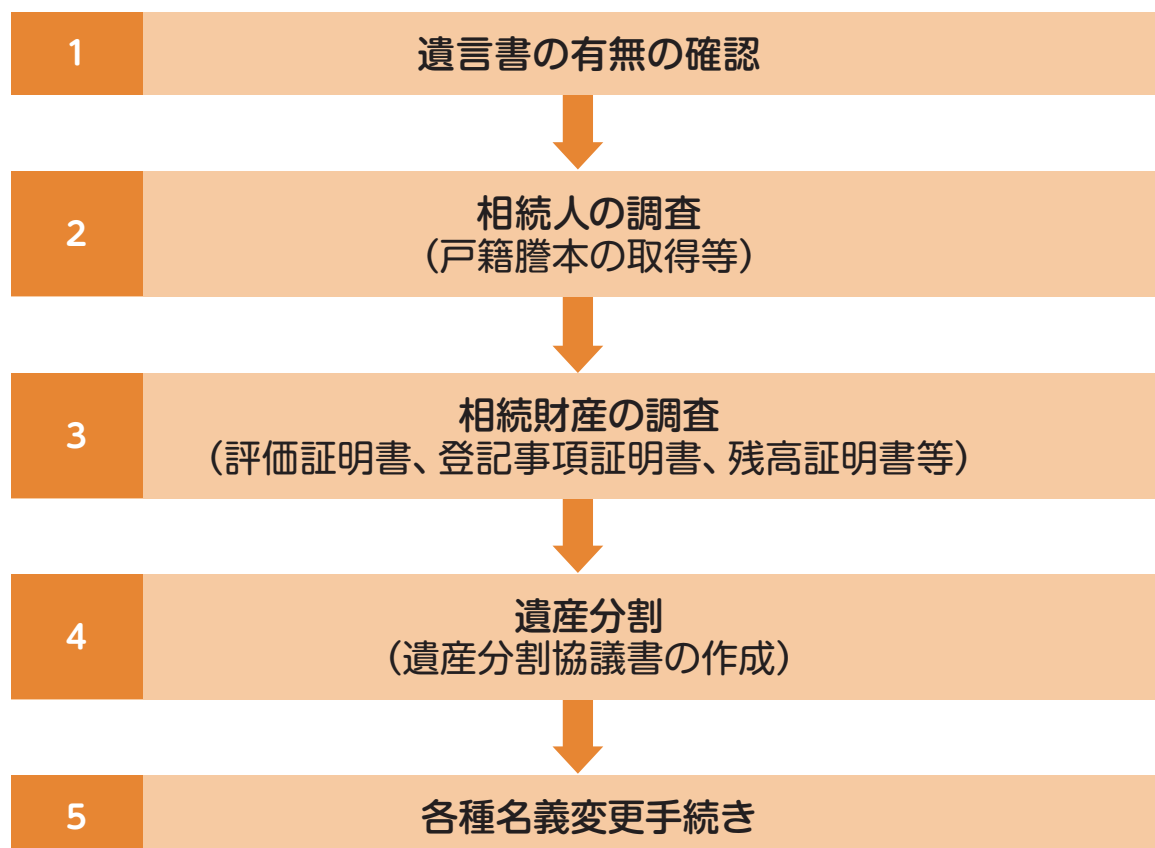 1
遺言書の有無の確認
2
相続人の調査
（戸籍謄本の取得等）
3
相続財産の調査
（評価証明書、登記事項証明書、残高証明書等）
4
遺産分割
（遺産分割協議書の作成）
5
各種名義変更手続き